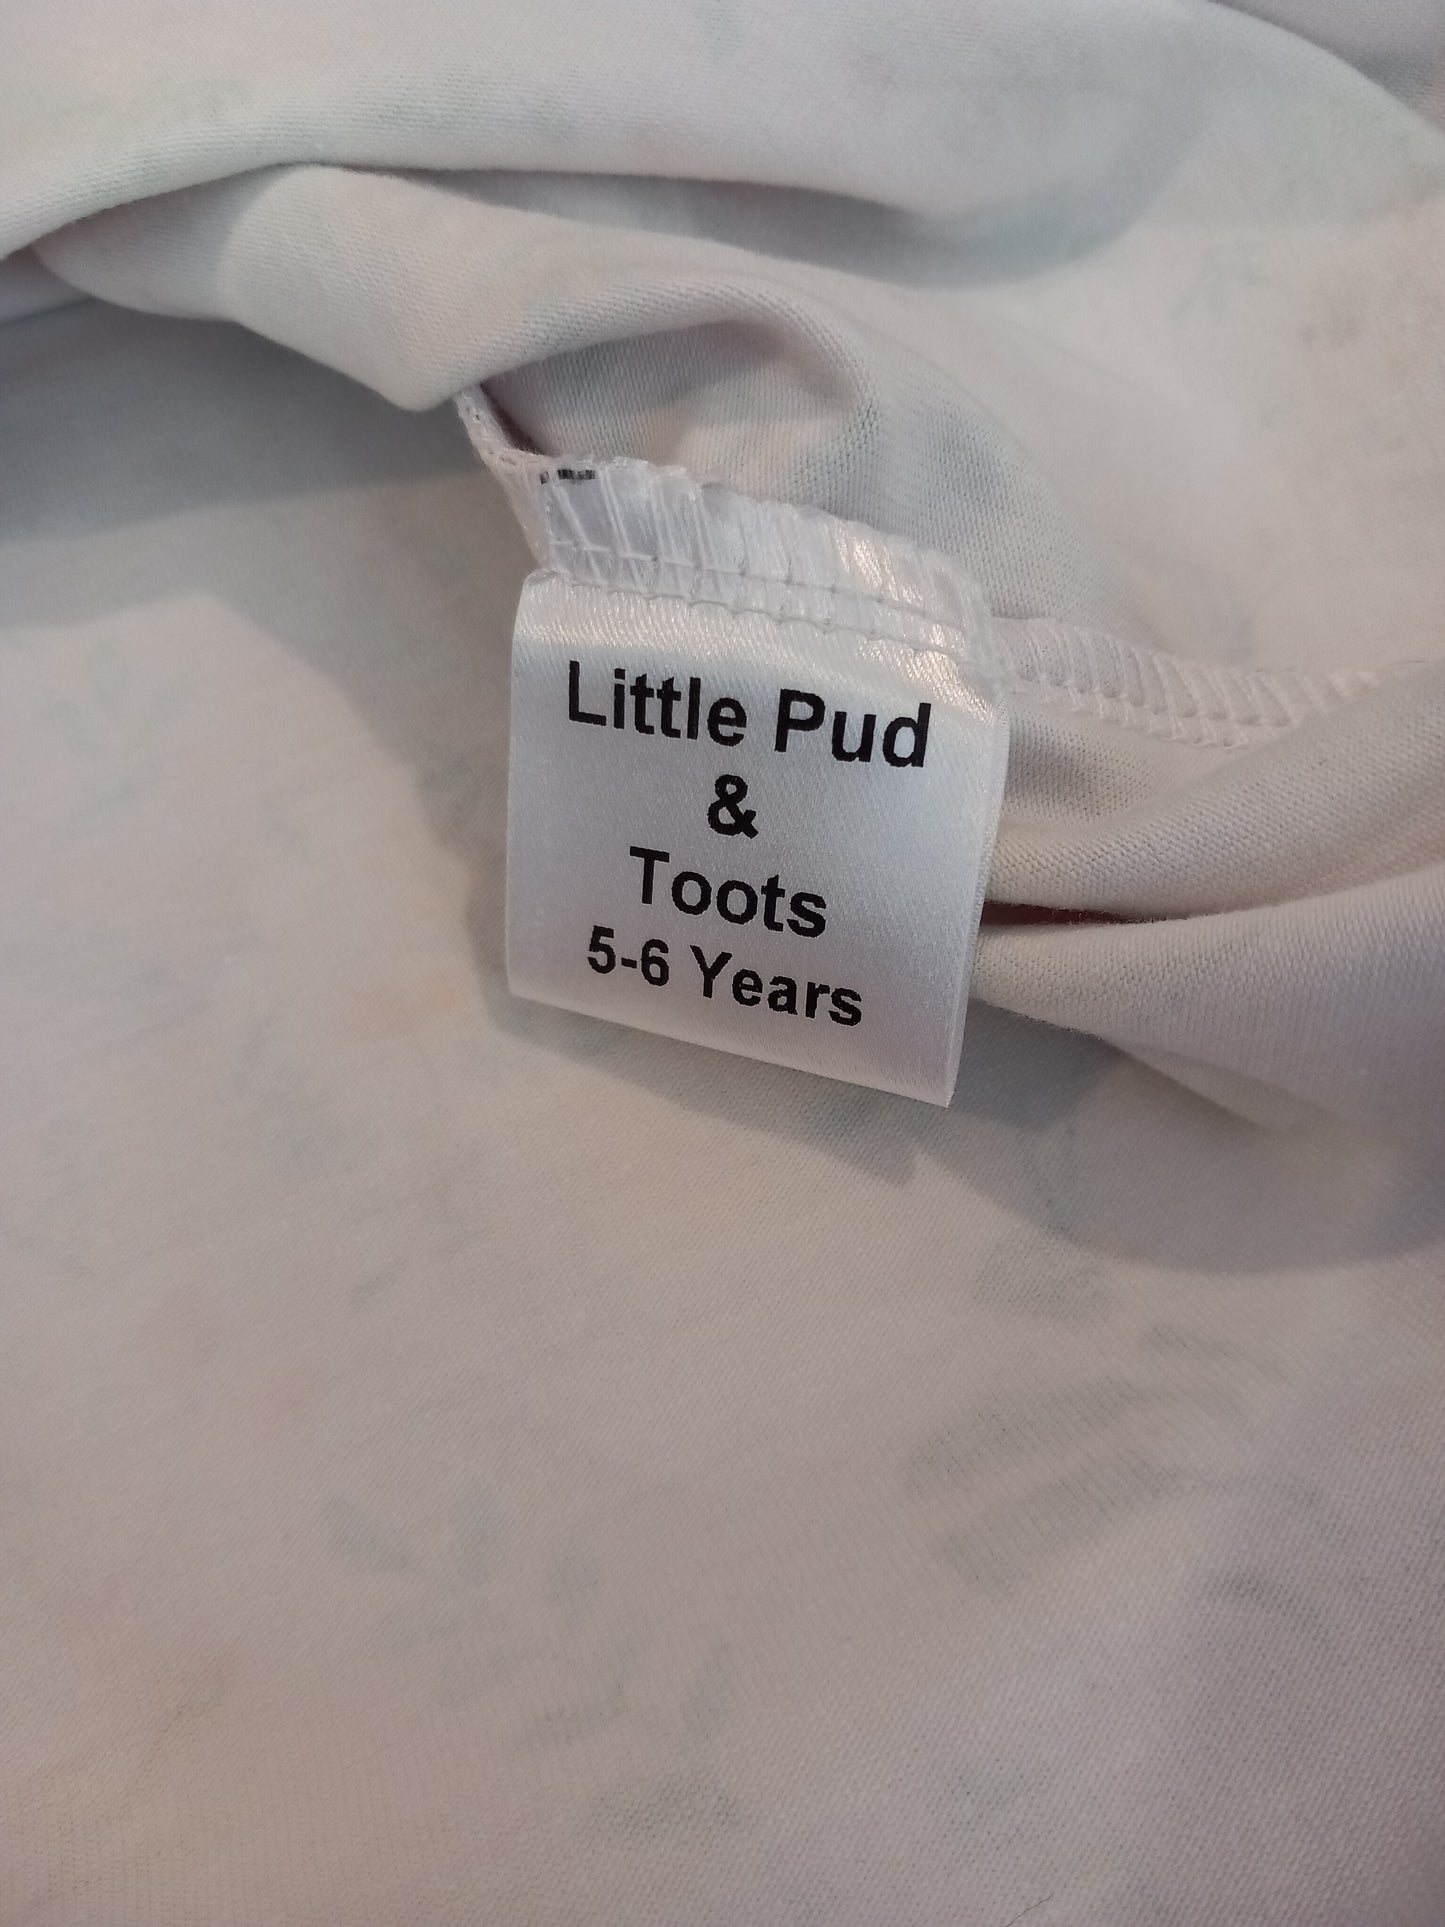 Little Pud
&
Toots
5-6 Years